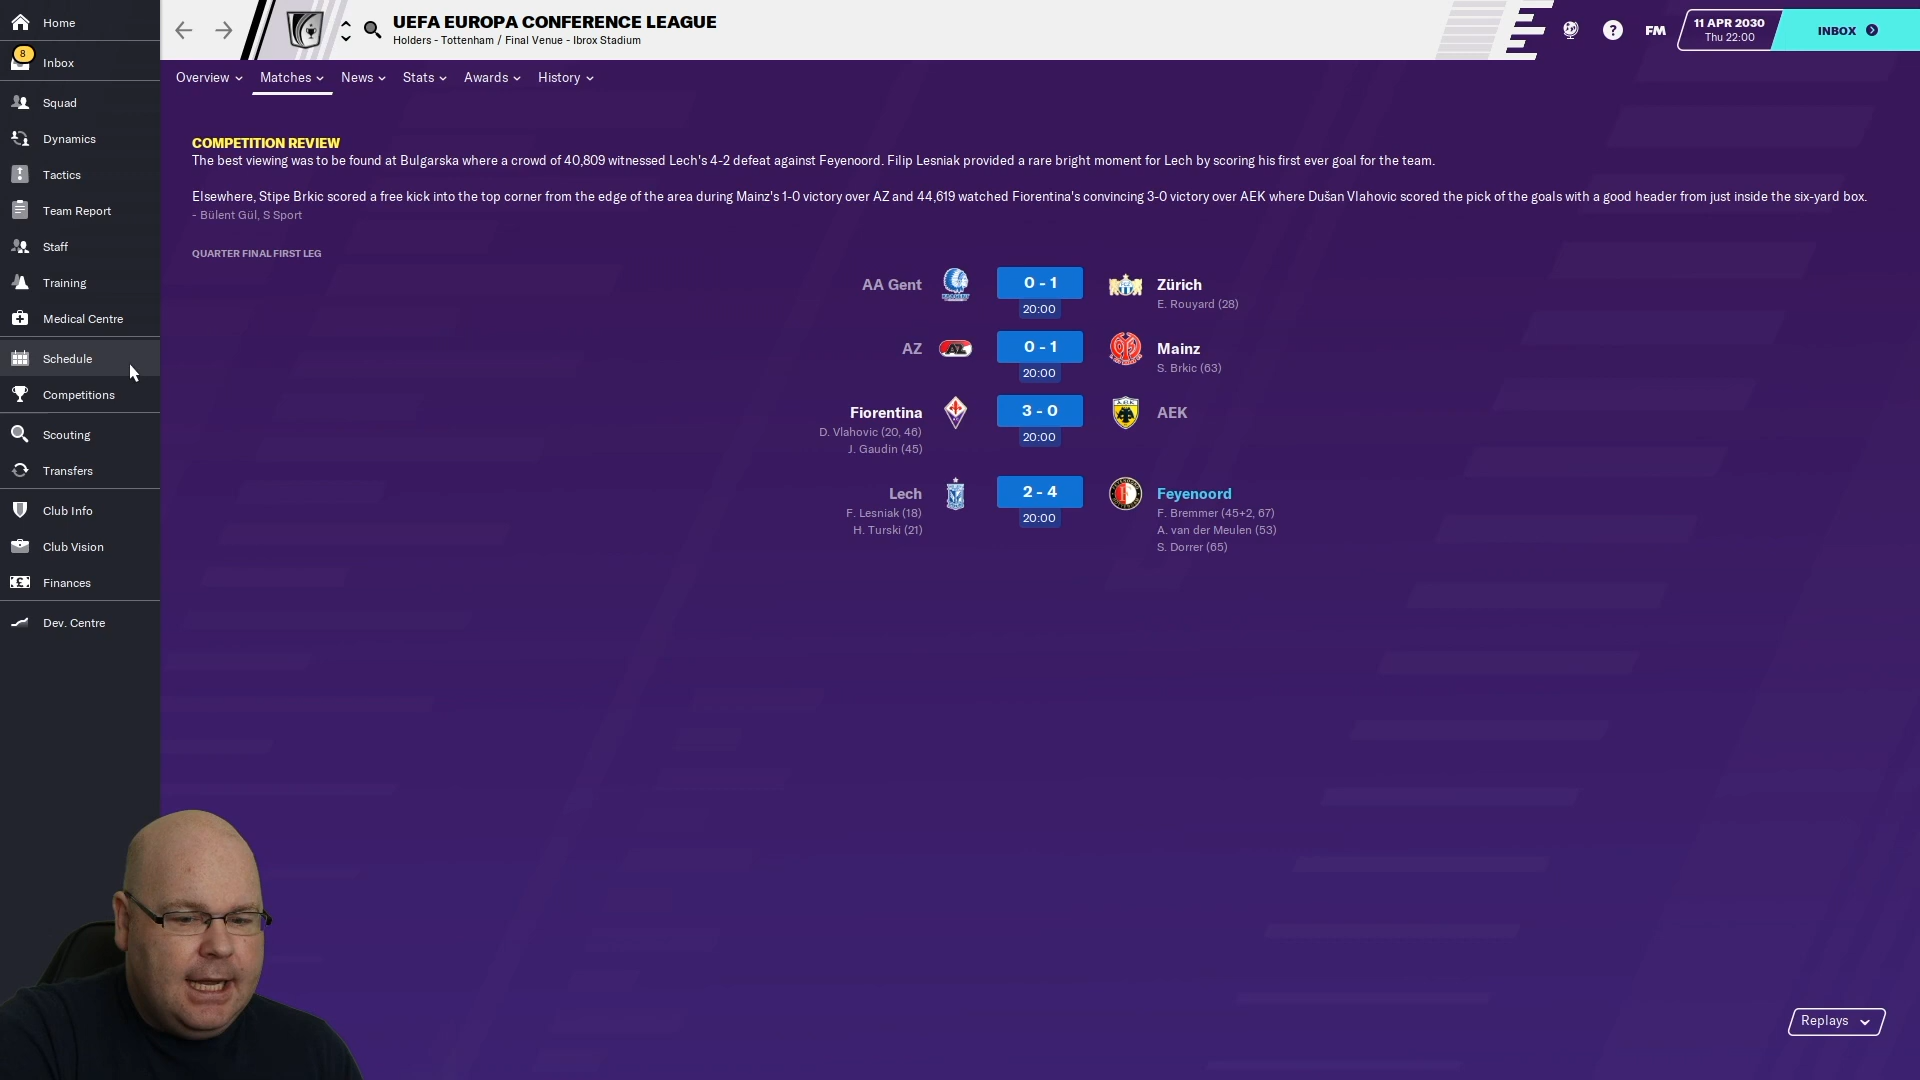 Home
8
Inbox
Squad
Dynamics
Tactics
Team Report
Staff
Training
Medical Centre
Schedule
Competitions
Scouting
Transfers
Club Info
Club Vision
Finances
Dev. Centre
UEFA EUROPA CONFERENCE LEAGUE
Holders - Tottenham / Final Venue - Ibrox Stadium
?
FM
11 APR 2030
Thu 22:00
INBOX
Overview Matches News Stats Awards History
COMPETITION REVIEW
The best viewing was to be found at Bulgarska where a crowd of 40,809 witnessed Lech's 4-2 defeat against Feyenoord. Filip Lesniak provided a rare bright moment for Lech by scoring his first ever goal for the team.
Elsewhere, Stipe Brkic scored a free kick into the top corner from the edge of the area during Mainz's 1-0 victory over AZ and 44,619 watched Fiorentina's convincing 3-0 victory over AEK where Dušan Vlahovic scored the pick of the goals with a good header from just inside the six-yard box.
- Bülent Gül, S Sport
QUARTER FINAL FIRST LEG
AA Gent 0 - 1 Zürich
20:00 E. Rouyard (28)
AZ 0 - 1 Mainz
20:00 S. Brkic (63)
Fiorentina 3 - 0 AEK
D. Vlahovic (20, 46) 20:00
J. Gaudin (45)
Lech 2 - 4 Feyenoord
F. Lesniak (18) 20:00 F. Bremmer (45+2, 67)
H. Turski (21) A. van der Meulen (53)
S. Dorrer (65)
Replays